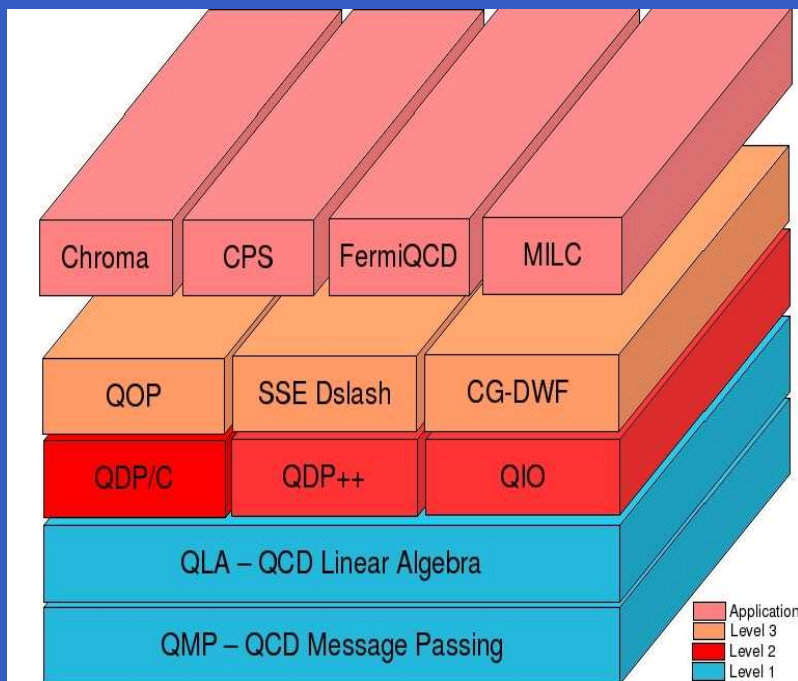 Chroma CPS FermiQCD MILC
QOP SSE Dslash CG-DWF
QDP/C QDP++ QIO
QLA – QCD Linear Algebra
QMP – QCD Message Passing
Application
Level 3
Level 2
Level 1